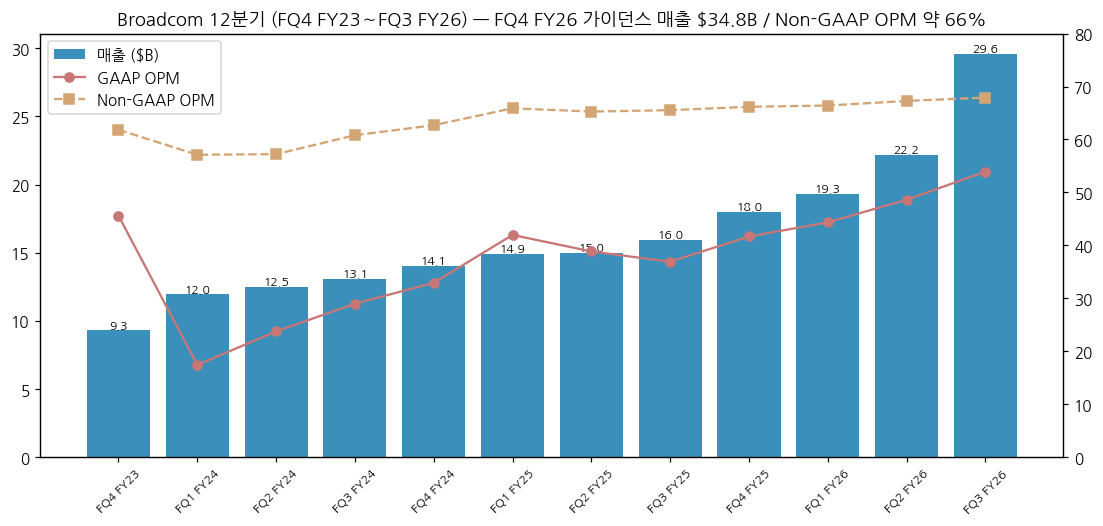 Broadcom 12분기 (FQ4 FY23~FQ3 FY26) — FQ4 FY26 가이던스 매출 $34.8B / Non-GAAP OPM 약 66%
매출 ($B)
GAAP OPM
Non-GAAP OPM
30
25
20
15
10
5
0
80
70
60
50
40
30
20
10
0
9.3
12.0
12.5
13.1
14.1
14.9
15.0
16.0
18.0
19.3
22.2
29.6
FQ4 FY23
FQ1 FY24
FQ2 FY24
FQ3 FY24
FQ4 FY24
FQ1 FY25
FQ2 FY25
FQ3 FY25
FQ4 FY25
FQ1 FY26
FQ2 FY26
FQ3 FY26